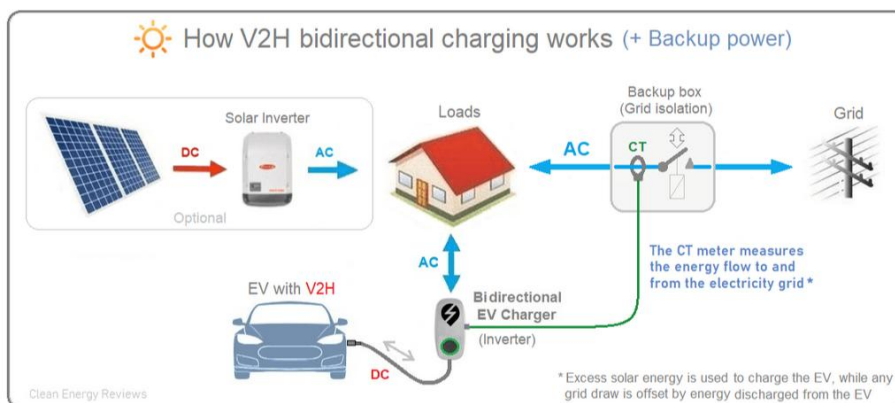 How V2H bidirectional charging works (+ Backup power)
Solar Inverter
DC
AC
Optional
Loads
AC
Backup box
(Grid isolation)
CT
Grid
AC
The CT meter measures
the energy flow to and
from the electricity grid *
EV with V2H
DC
Bidirectional
EV Charger
(Inverter)
* Excess solar energy is used to charge the EV, while any
grid draw is offset by energy discharged from the EV
Clean Energy Reviews